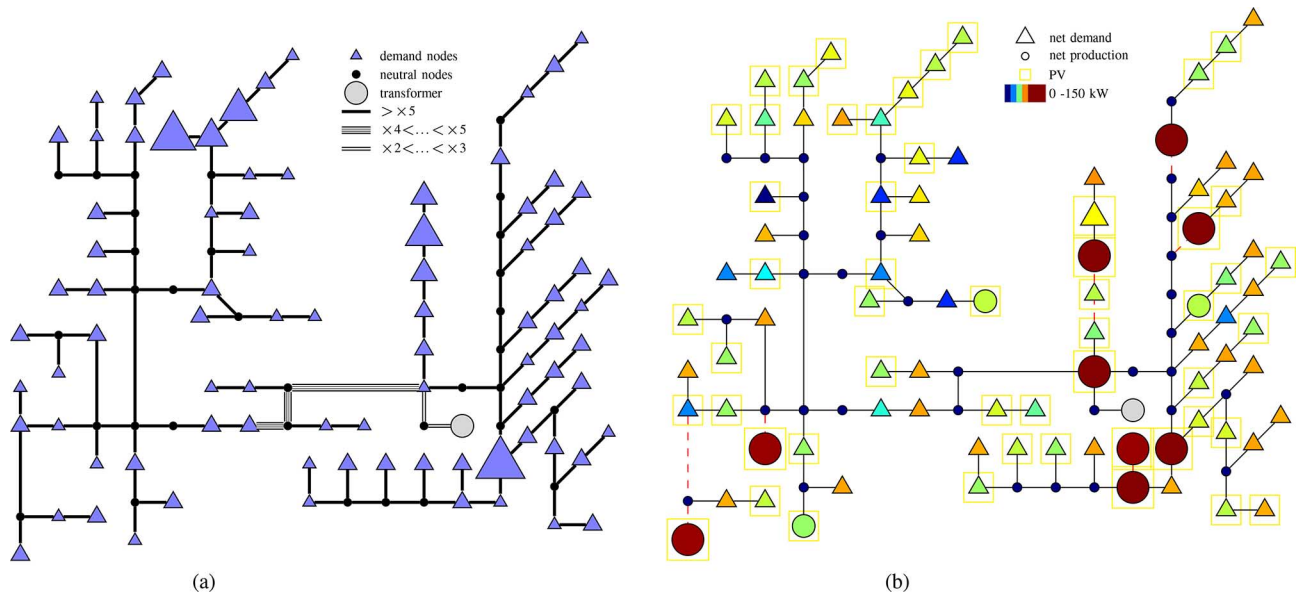 demand nodes
neutral nodes
transformer
> ×5
×4<...<×5
×2<...<×3
(a)
net demand
net production
PV
0 -150 kW
(b)